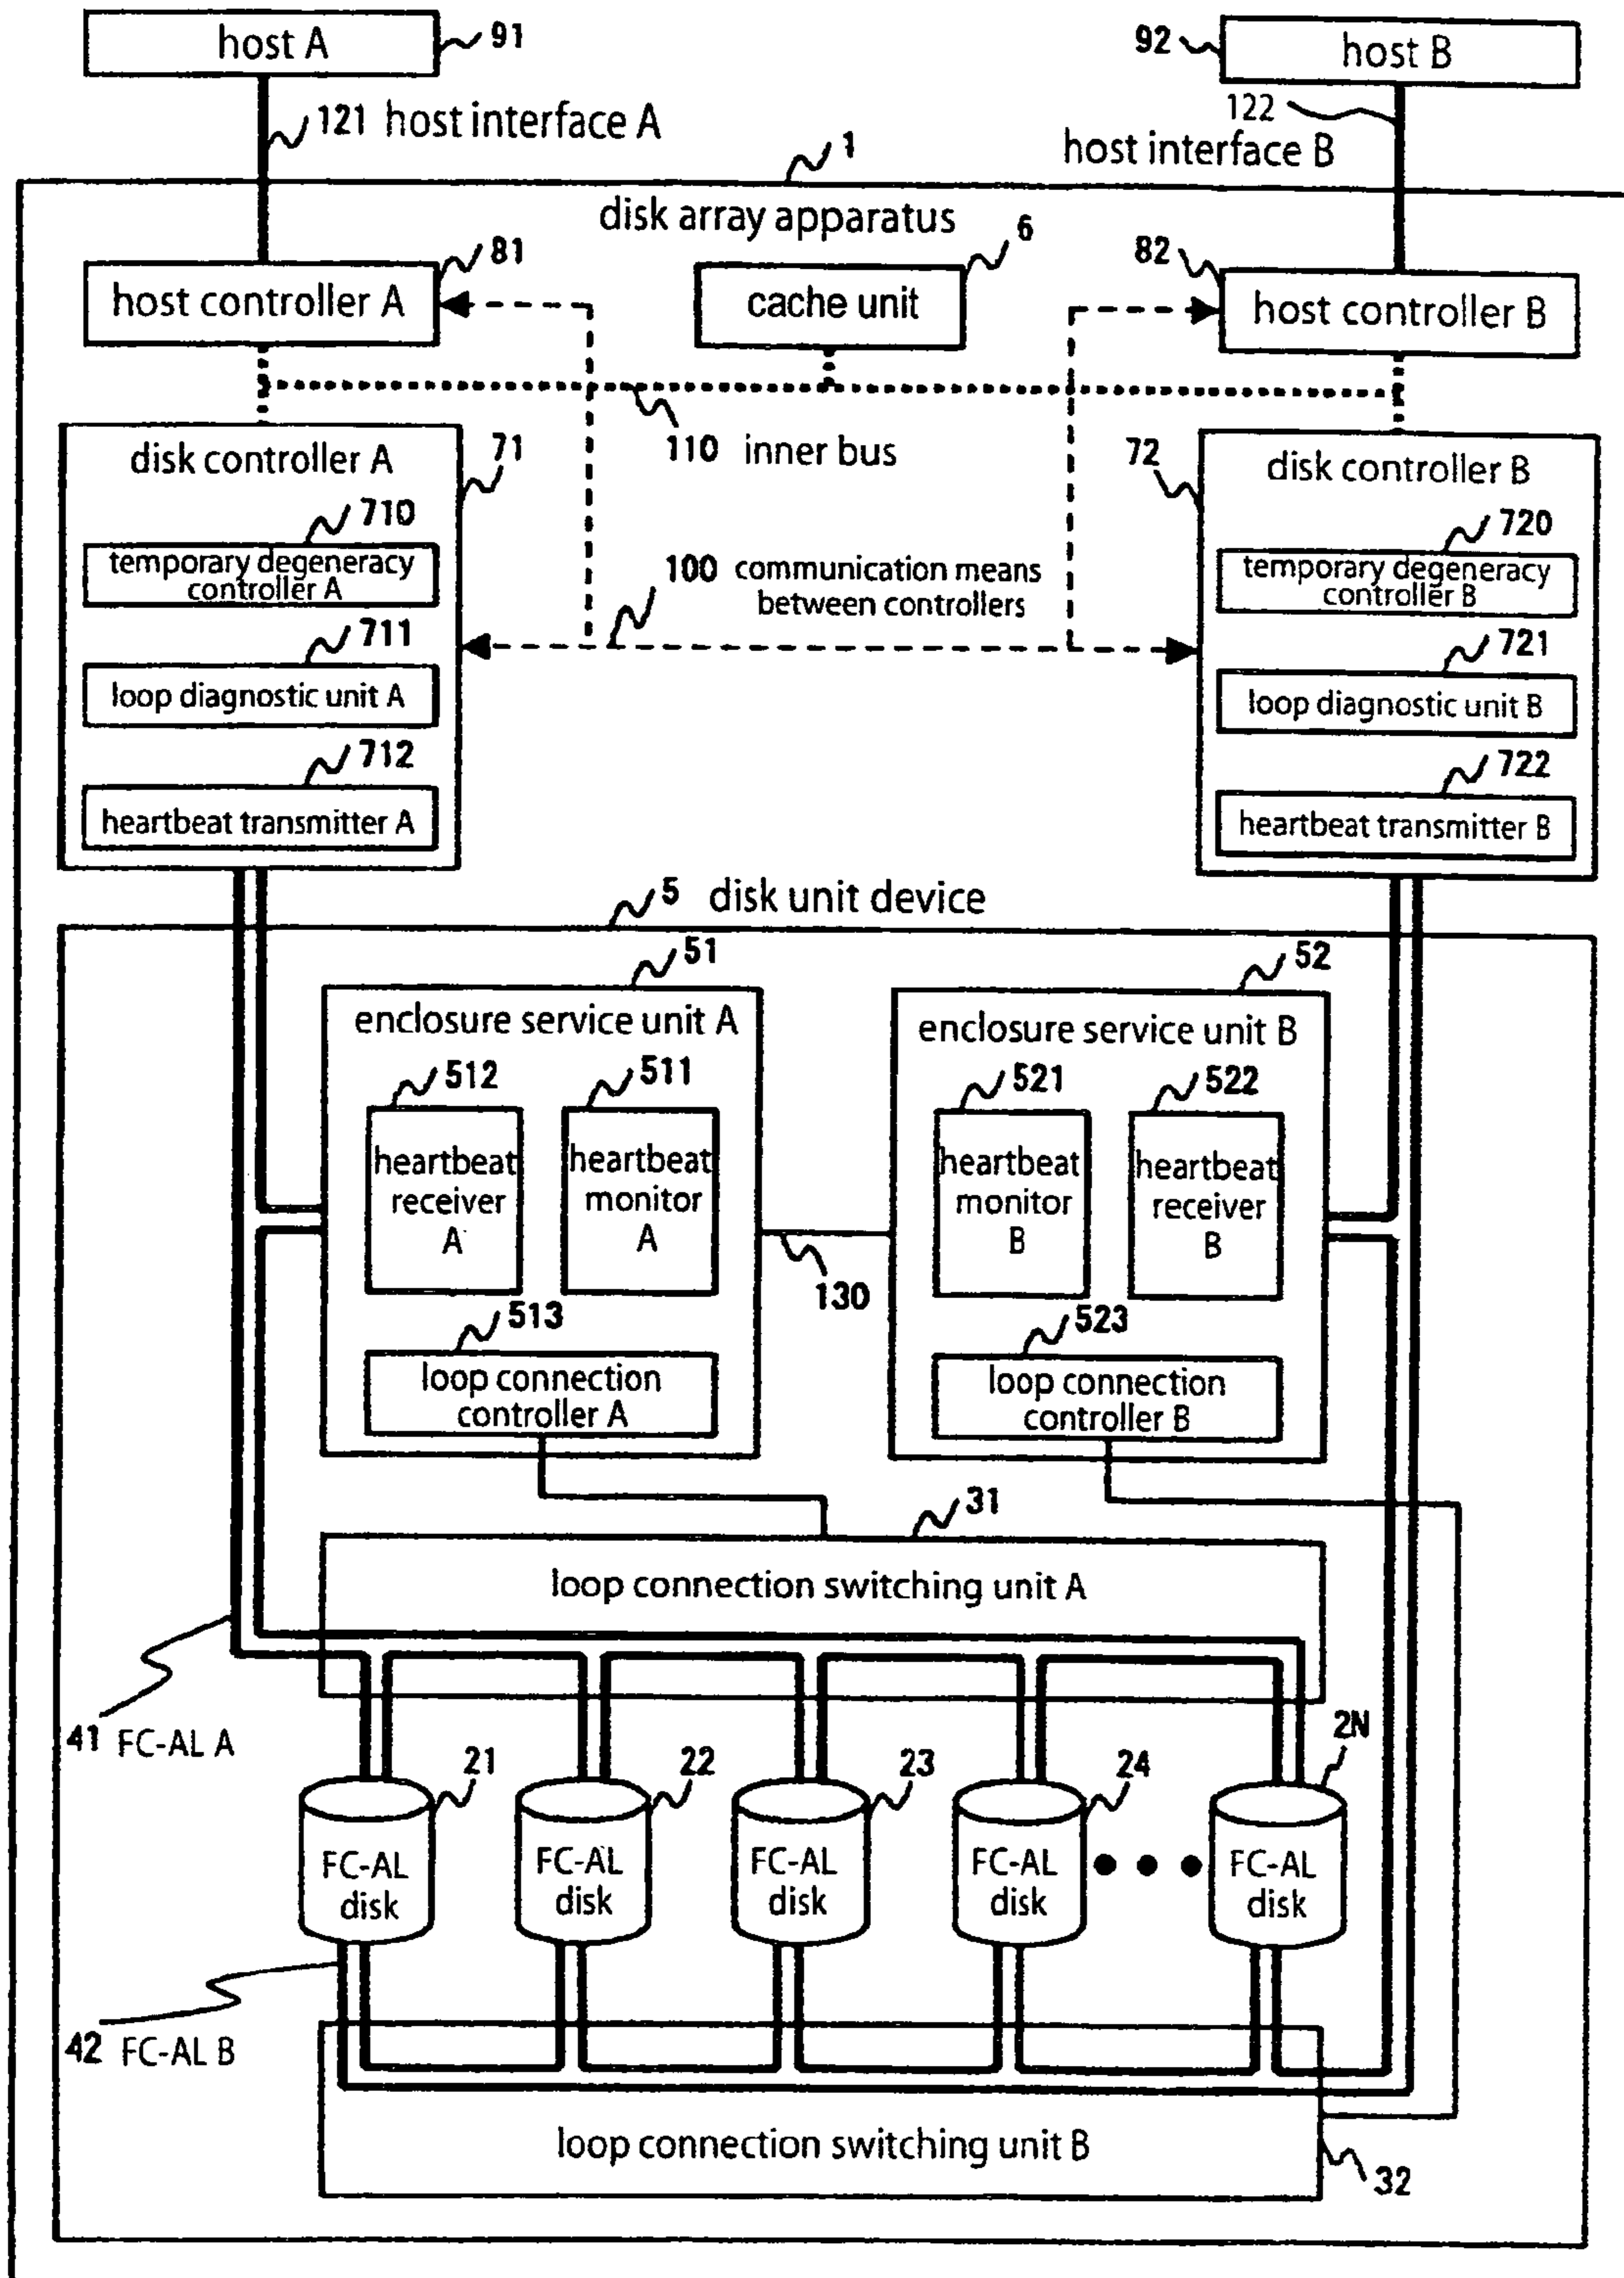 host A
91
92
host B
121 host interface A
122
host interface B
1
disk array apparatus
6
81
host controller A
cache unit
82
host controller B
110 inner bus
disk controller A
71
72
disk controller B
710
temporary degeneracy
controller A
720
temporary degeneracy
controller B
100 communication means
between controllers
711
loop diagnostic unit A
721
loop diagnostic unit B
712
heartbeat transmitter A
722
heartbeat transmitter B
5 disk unit device
51
enclosure service unit A
52
enclosure service unit B
512
heartbeat
receiver
A
511
heartbeat
monitor
A
521
heartbeat
monitor
B
522
heartbeat
receiver
B
130
513
loop connection
controller A
523
loop connection
controller B
31
loop connection switching unit A
41 FC-AL A
21
22
23
24
2N
FC-AL
disk
FC-AL
disk
FC-AL
disk
FC-AL
disk
FC-AL
disk
42 FC-AL B
loop connection switching unit B
32